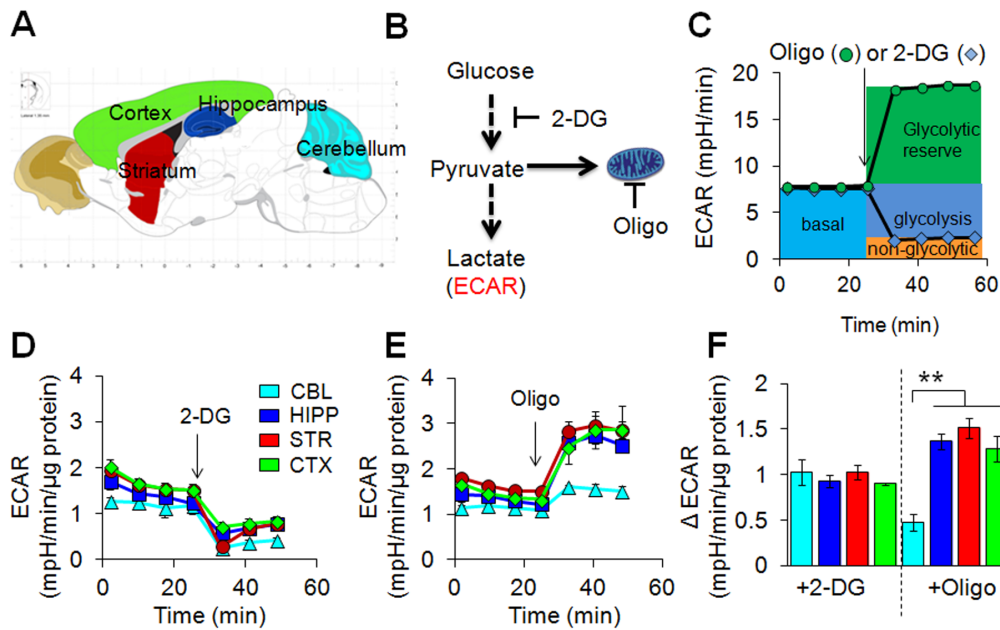 A
Cortex
Hippocampus
Striatum
Cerebellum
B
Glucose
2-DG
Pyruvate
Oligo
Lactate
(ECAR)
C
Oligo ( ) or 2-DG ( )
ECAR (mpH/min)
20
15
10
5
0
Glycolytic
reserve
basal
glycolysis
non-glycolytic
0 20 40 60
Time (min)
D
ECAR
(mpH/min/µg protein)
4
3
2
1
0
2-DG
CBL
HIPP
STR
CTX
0 20 40 60
Time (min)
E
ECAR
(mpH/min/µg protein)
4
3
2
1
0
Oligo
0 20 40 60
Time (min)
F
Δ ECAR
(mpH/min/µg protein)
2
1.5
1
0.5
0
**
+2-DG
+Oligo